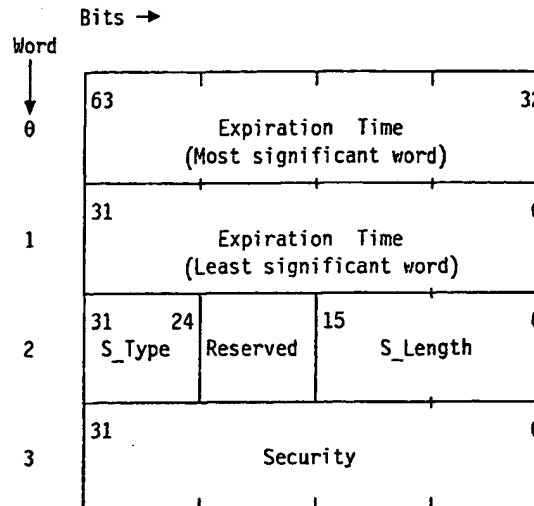 Bits →
Word
0
63 32
Expiration Time
(Most significant word)
1
31
Expiration Time
(Least significant word)
2
31 24 15
S_Type Reserved S_Length
3
31
Security